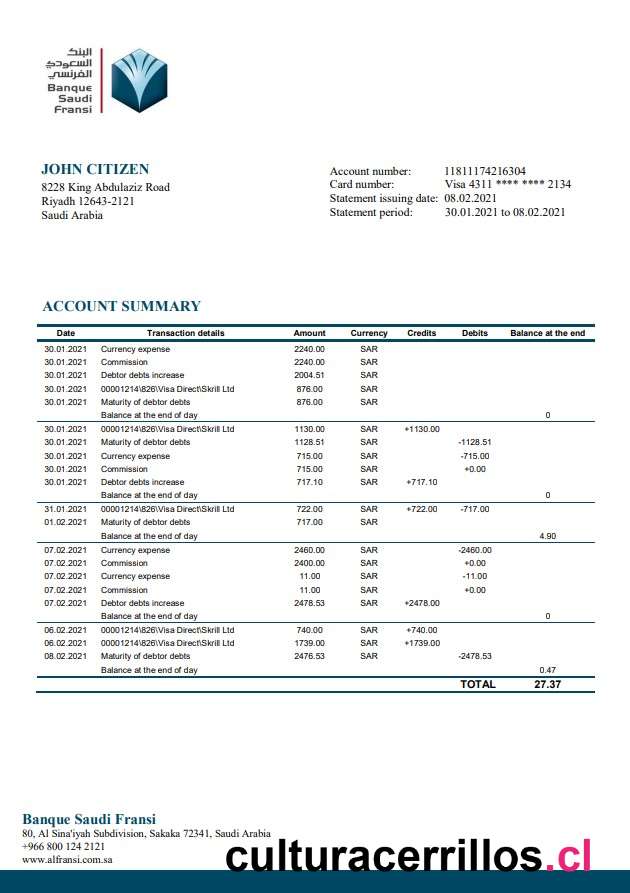 البنك
السعودي
الفرنسي
Banque
Saudi
Fransi
JOHN CITIZEN
8228 King Abdulaziz Road
Riyadh 12643-2121
Saudi Arabia
Account number: 11811174216304
Card number: Visa 4311 **** **** 2134
Statement issuing date: 08.02.2021
Statement period: 30.01.2021 to 08.02.2021
ACCOUNT SUMMARY
Date Transaction details Amount Currency Credits Debits Balance at the end
30.01.2021 Currency expense 2240.00 SAR
30.01.2021 Commission 2240.00 SAR
30.01.2021 Debtor debts increase 2004.51 SAR
30.01.2021 00001214\826\Visa Direct\Skrill Ltd 876.00 SAR
30.01.2021 Maturity of debtor debts 876.00 SAR
Balance at the end of day 0
30.01.2021 00001214\826\Visa Direct\Skrill Ltd 1130.00 SAR +1130.00
30.01.2021 Maturity of debtor debts 1128.51 SAR -1128.51
30.01.2021 Currency expense 715.00 SAR -715.00
30.01.2021 Commission 715.00 SAR +0.00
30.01.2021 Debtor debts increase 717.10 SAR +717.10
Balance at the end of day 0
31.01.2021 00001214\826\Visa Direct\Skrill Ltd 722.00 SAR +722.00 -717.00
01.02.2021 Maturity of debtor debts 717.00 SAR
Balance at the end of day 4.90
07.02.2021 Currency expense 2460.00 SAR -2460.00
07.02.2021 Commission 2400.00 SAR +0.00
07.02.2021 Currency expense 11.00 SAR -11.00
07.02.2021 Commission 11.00 SAR +0.00
07.02.2021 Debtor debts increase 2478.53 SAR +2478.00
Balance at the end of day 0
06.02.2021 00001214\826\Visa Direct\Skrill Ltd 740.00 SAR +740.00
06.02.2021 00001214\826\Visa Direct\Skrill Ltd 1739.00 SAR +1739.00
08.02.2021 Maturity of debtor debts 2476.53 SAR -2478.53
Balance at the end of day 0.47
TOTAL 27.37
Banque Saudi Fransi
80, Al Sina'iyah Subdivision, Sakaka 72341, Saudi Arabia
+966 800 124 2121
www.alfransi.com.sa
culturacerrillos.cl